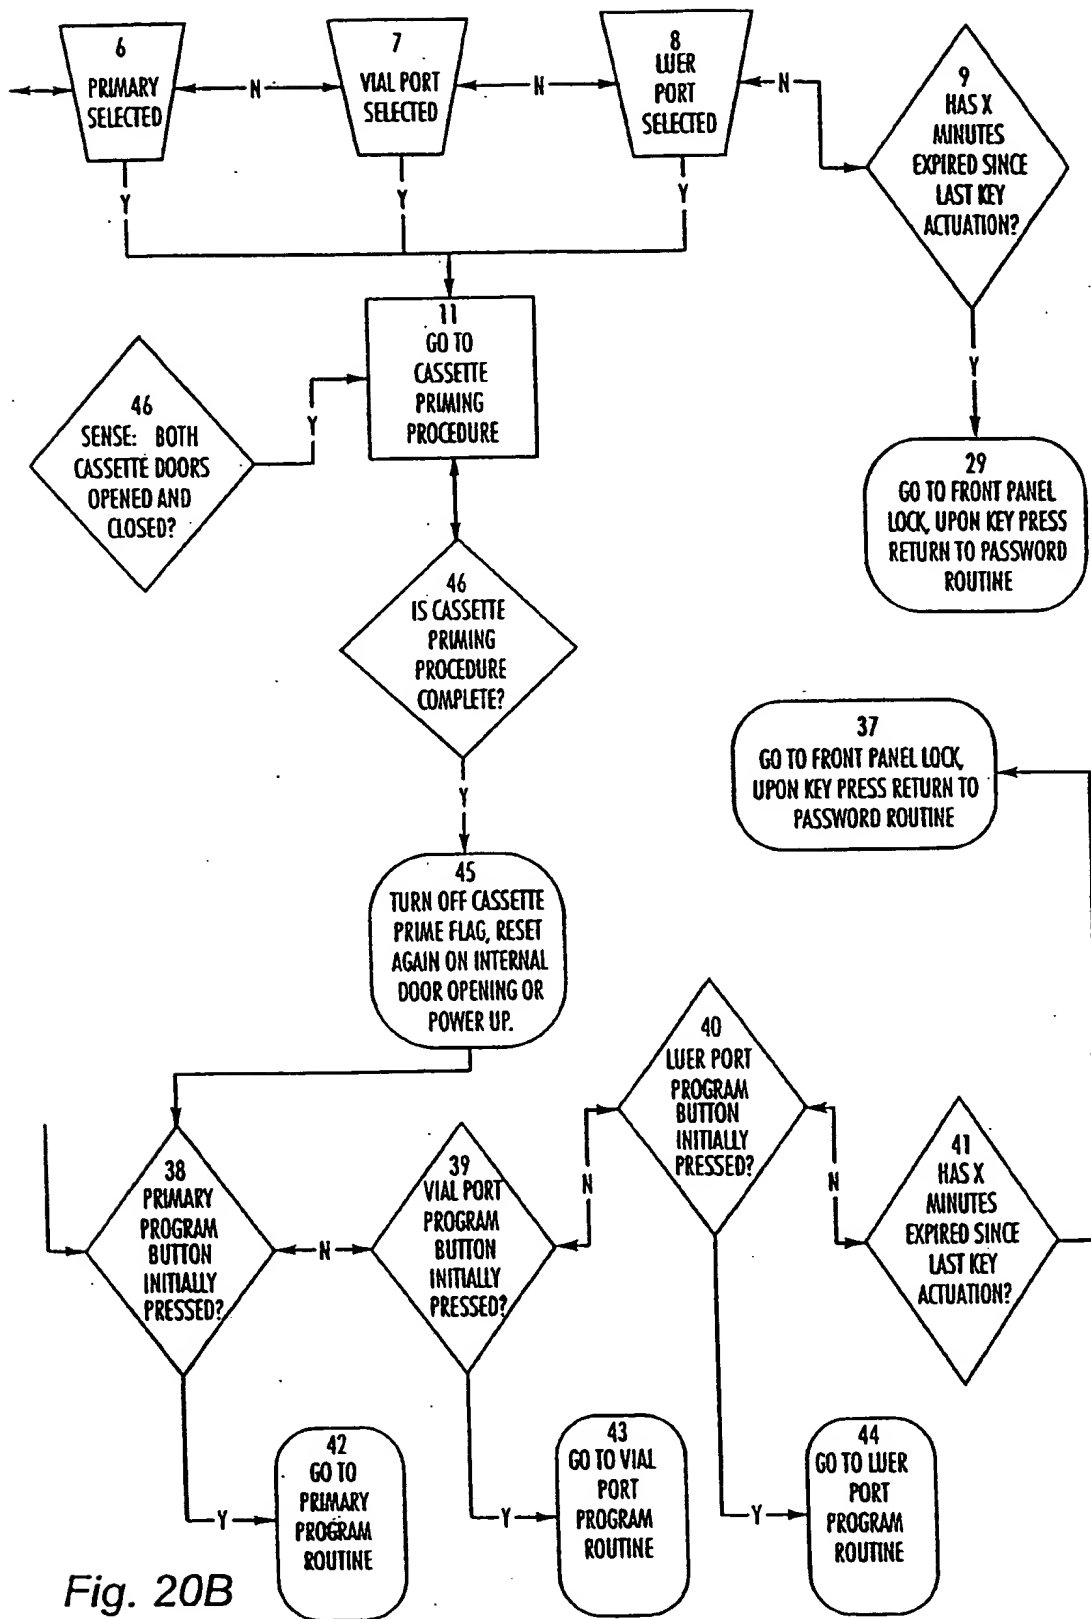 6
PRIMARY
SELECTED
N
7
VIAL PORT
SELECTED
N
8
LUER
PORT
SELECTED
N
9
HAS X
MINUTES
EXPIRED SINCE
LAST KEY
ACTUATION?
Y
Y
Y
Y
11
GO TO
CASSETTE
PRIMING
PROCEDURE
46
SENSE: BOTH
CASSETTE DOORS
OPENED AND
CLOSED?
Y
29
GO TO FRONT PANEL
LOCK, UPON KEY PRESS
RETURN TO PASSWORD
ROUTINE
46
IS CASSETTE
PRIMING
PROCEDURE
COMPLETE?
Y
37
GO TO FRONT PANEL LOCK,
UPON KEY PRESS RETURN TO
PASSWORD ROUTINE
45
TURN OFF CASSETTE
PRIME FLAG, RESET
AGAIN ON INTERNAL
DOOR OPENING OR
POWER UP.
38
PRIMARY
PROGRAM
BUTTON
INITIALLY
PRESSED?
N
39
VIAL PORT
PROGRAM
BUTTON
INITIALLY
PRESSED?
N
40
LUER PORT
PROGRAM
BUTTON
INITIALLY
PRESSED?
N
41
HAS X
MINUTES
EXPIRED SINCE
LAST KEY
ACTUATION?
Y
42
GO TO
PRIMARY
PROGRAM
ROUTINE
Y
43
GO TO VIAL
PORT
PROGRAM
ROUTINE
Y
44
GO TO LUER
PORT
PROGRAM
ROUTINE
Fig. 20B